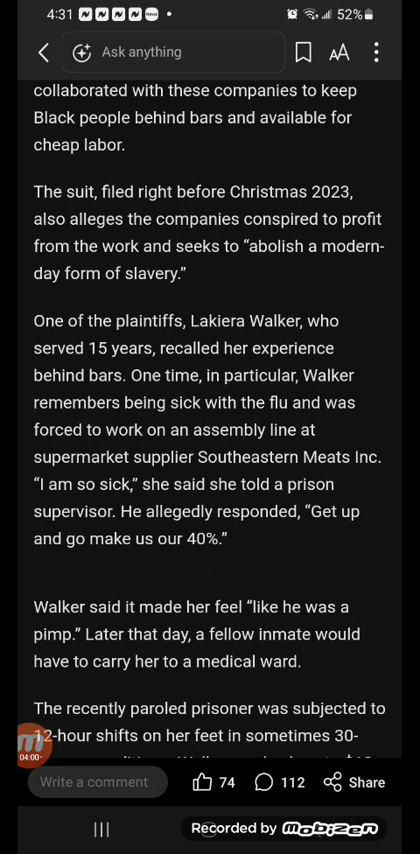 4:31 N N N N 52%
Ask anything AA
collaborated with these companies to keep
Black people behind bars and available for
cheap labor.
The suit, filed right before Christmas 2023,
also alleges the companies conspired to profit
from the work and seeks to “abolish a modern-
day form of slavery.”
One of the plaintiffs, Lakiera Walker, who
served 15 years, recalled her experience
behind bars. One time, in particular, Walker
remembers being sick with the flu and was
forced to work on an assembly line at
supermarket supplier Southeastern Meats Inc.
“I am so sick,” she said she told a prison
supervisor. He allegedly responded, “Get up
and go make us our 40%.”
Walker said it made her feel “like he was a
pimp.” Later that day, a fellow inmate would
have to carry her to a medical ward.
The recently paroled prisoner was subjected to
12-hour shifts on her feet in sometimes 30-
m
04:00
Write a comment 74 112 Share
Recorded by mobizen